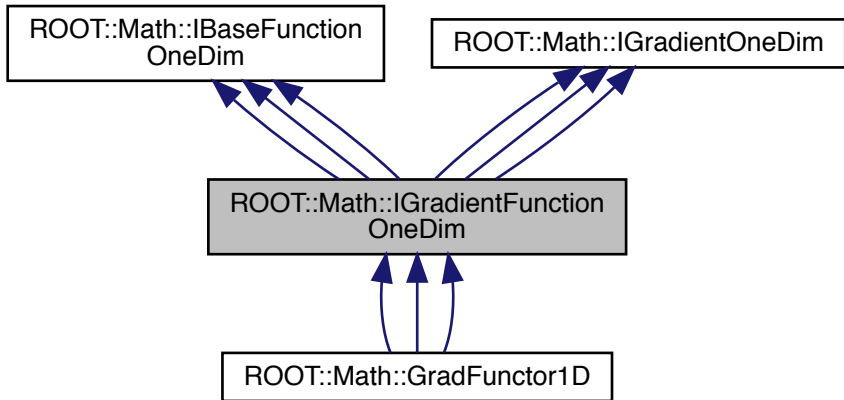 ROOT::Math::IBaseFunction
OneDim
ROOT::Math::IGradientOneDim
ROOT::Math::IGradientFunction
OneDim
ROOT::Math::GradFunctor1D